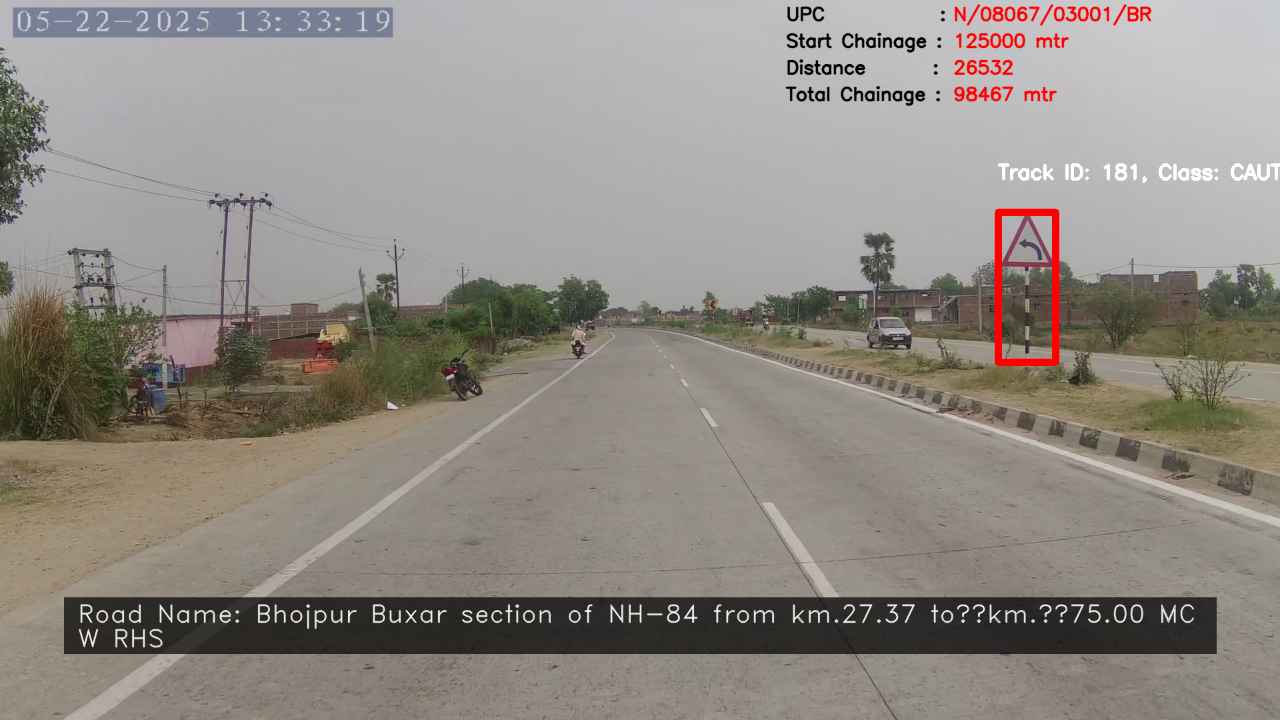 05-22-2025 13:33:19
UPC : N/08067/03001/BR
Start Chainage : 125000 mtr
Distance : 26532
Total Chainage : 98467 mtr
Track ID: 181, Class: CAUT
Road Name: Bhojpur Buxar section of NH-84 from km.27.37 to??km.??75.00 MC
W RHS